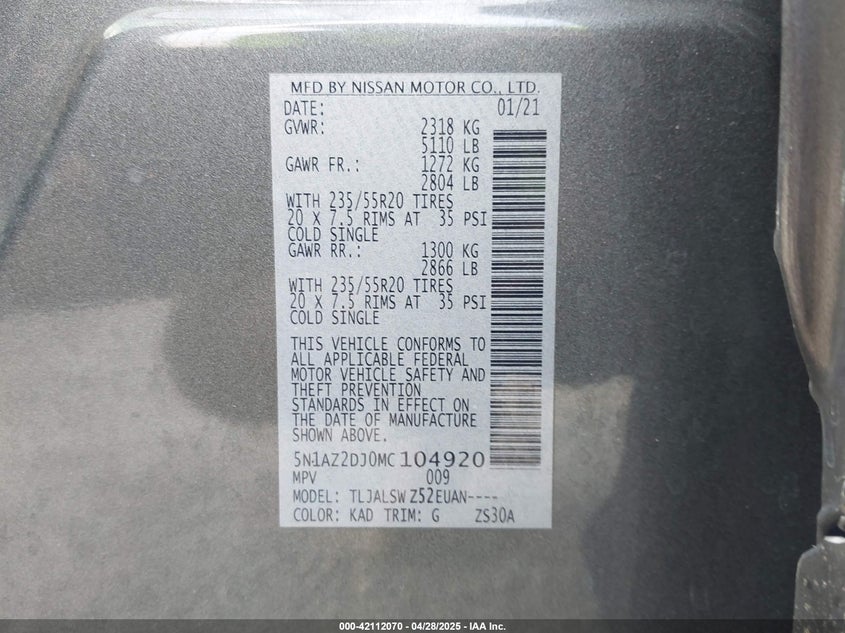 MFD BY NISSAN MOTOR CO., LTD.
DATE: 01/21
GVWR: 2318 KG
5110 LB
GAWR FR.: 1272 KG
2804 LB
WITH 235/55R20 TIRES
20 X 7.5 RIMS AT 35 PSI
COLD SINGLE
GAWR RR.: 1300 KG
2866 LB
WITH 235/55R20 TIRES
20 X 7.5 RIMS AT 35 PSI
COLD SINGLE
THIS VEHICLE CONFORMS TO
ALL APPLICABLE FEDERAL
MOTOR VEHICLE SAFETY AND
THEFT PREVENTION
STANDARDS IN EFFECT ON
THE DATE OF MANUFACTURE
SHOWN ABOVE.
5N1AZ2DJ0MC104920
MPV 009
MODEL: TLJALSW Z52EUAN----
COLOR: KAD TRIM: G ZS30A
000-42112070 - 04/28/2025 - IAA Inc.